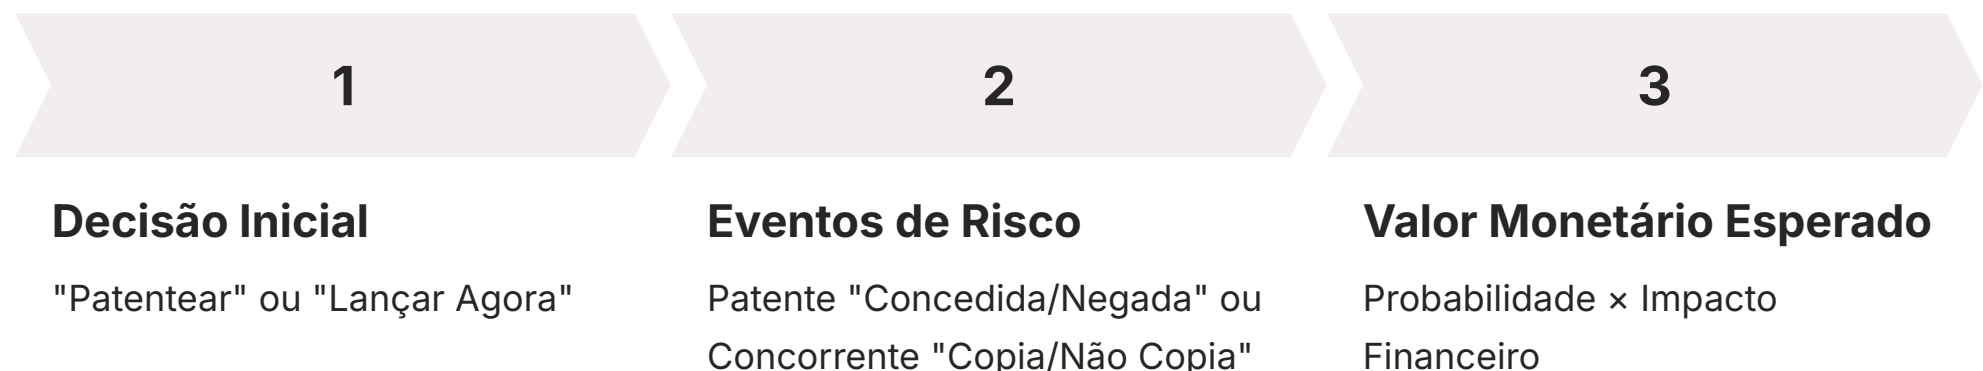 1
2
3
Decisão Inicial
"Patentear" ou "Lançar Agora"
Eventos de Risco
Patente "Concedida/Negada" ou
Concorrente "Copia/Não Copia"
Valor Monetário Esperado
Probabilidade × Impacto
Financeiro